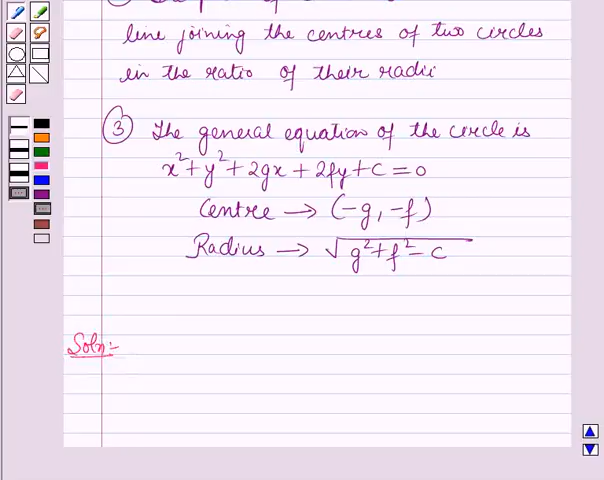 line joining the centres of two circles
in the ratio of their radii
③ The general equation of the circle is
x²+y²+2gx+2fy+c=0
Centre → (-g, -f)
Radius → √g²+f²-c
Soln:-